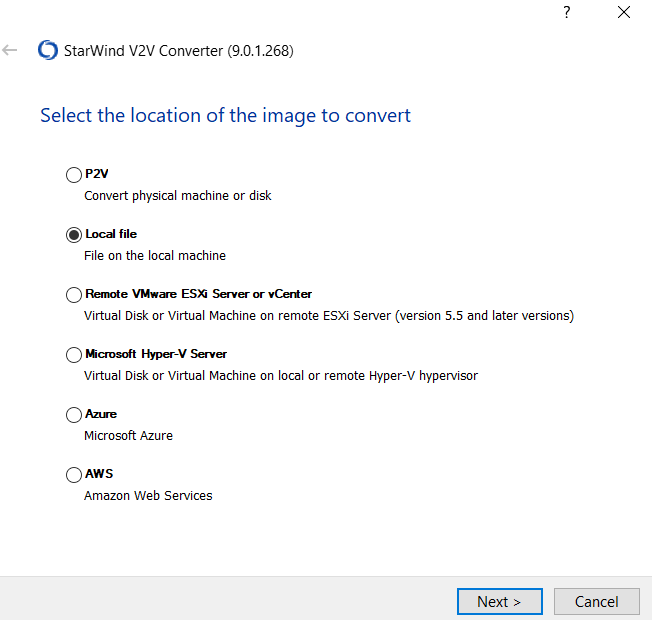 ?
StarWind V2V Converter (9.0.1.268)
Select the location of the image to convert
P2V
Convert physical machine or disk
Local file
File on the local machine
Remote VMware ESXi Server or vCenter
Virtual Disk or Virtual Machine on remote ESXi Server (version 5.5 and later versions)
Microsoft Hyper-V Server
Virtual Disk or Virtual Machine on local or remote Hyper-V hypervisor
Azure
Microsoft Azure
AWS
Amazon Web Services
Next >
Cancel